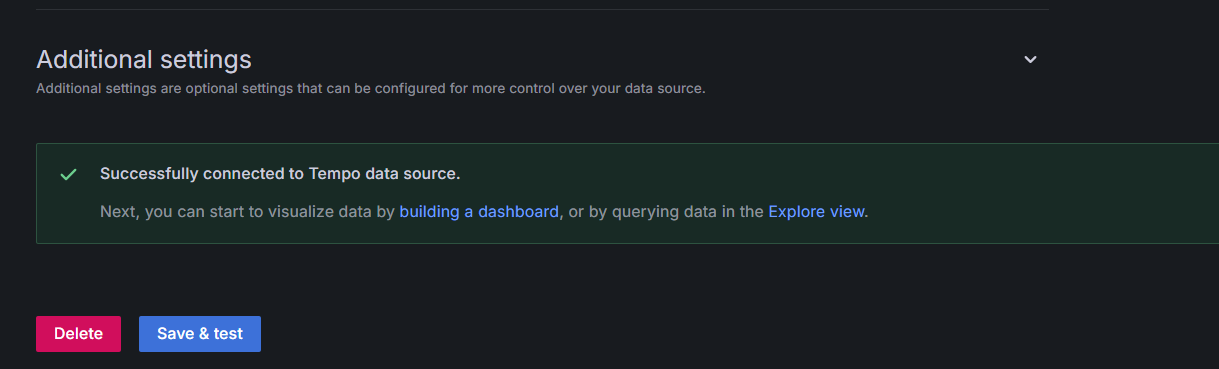 Additional settings
Additional settings are optional settings that can be configured for more control over your data source.
Successfully connected to Tempo data source.
Next, you can start to visualize data by building a dashboard, or by querying data in the Explore view.
Delete
Save & test